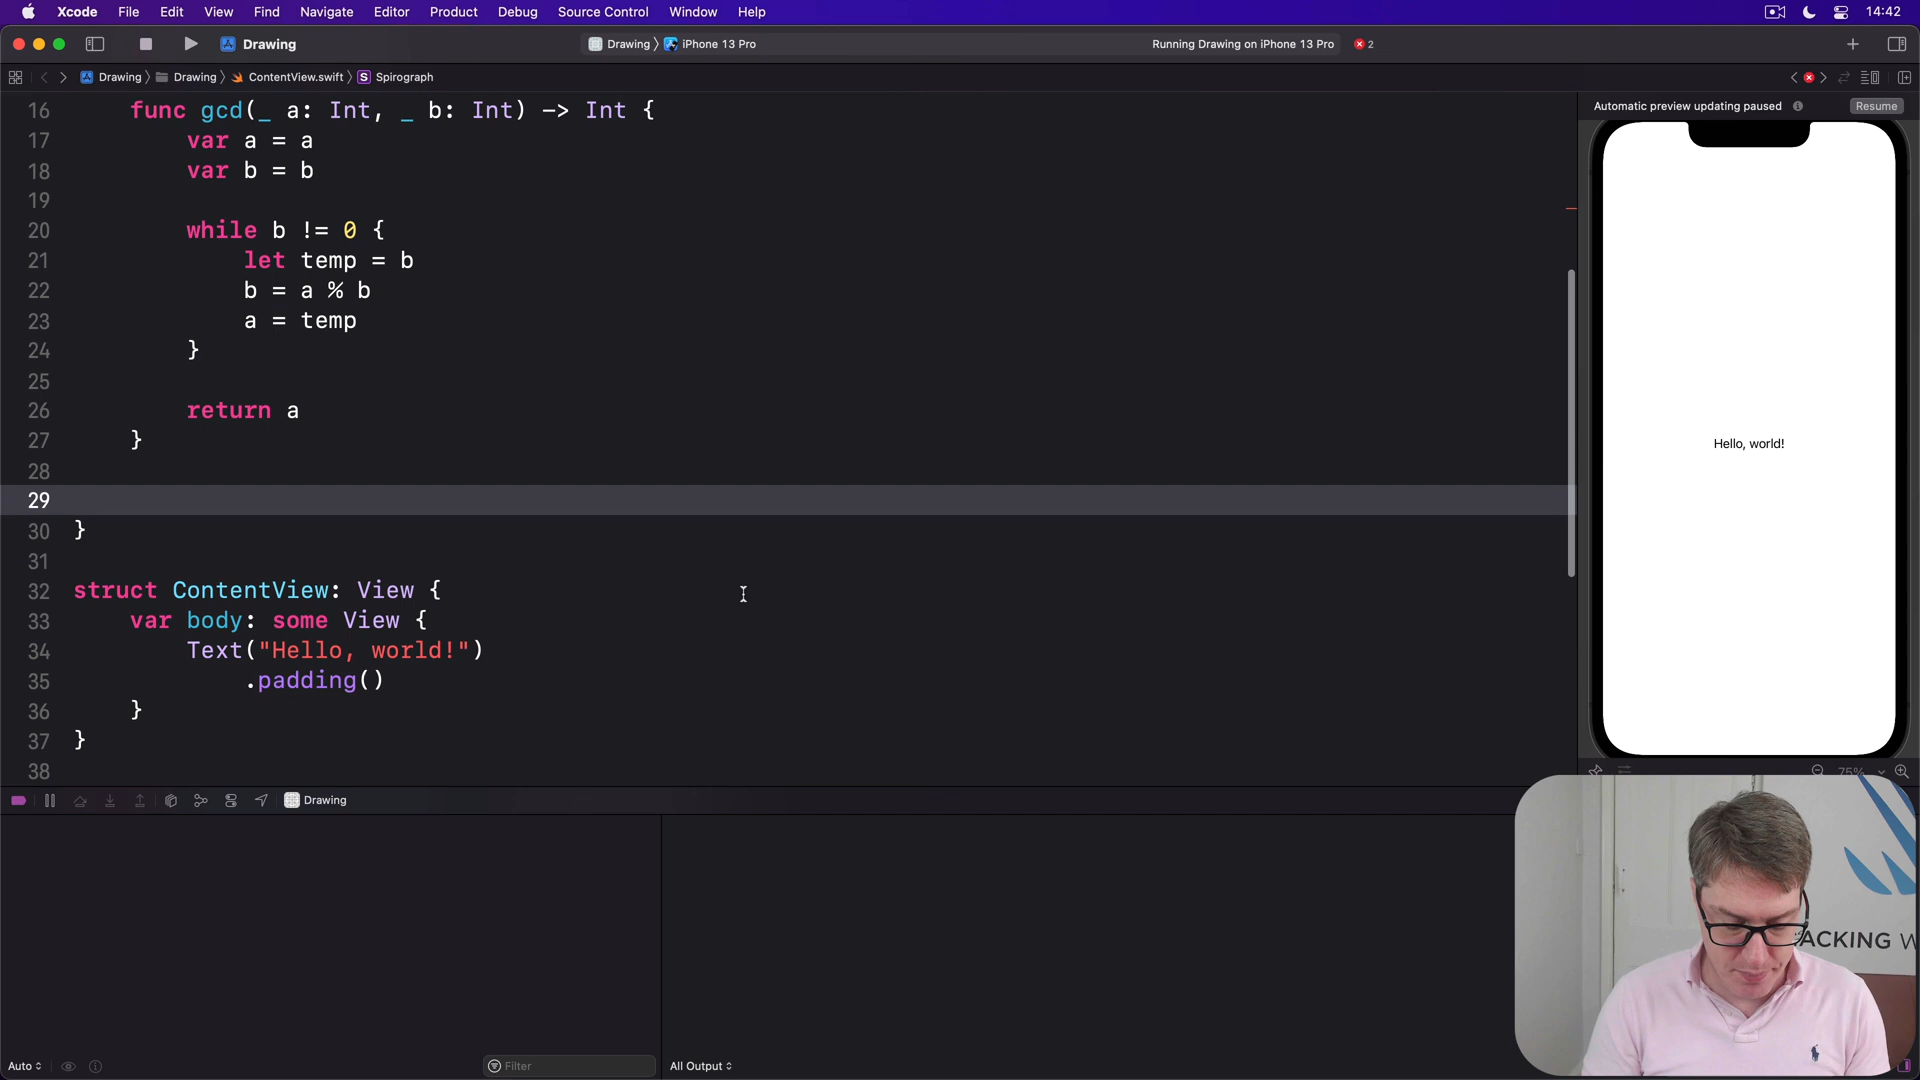 Xcode File Edit View Find Navigate Editor Product Debug Source Control Window Help 14:42
Drawing Drawing 〉 iPhone 13 Pro Running Drawing on iPhone 13 Pro 2
Drawing 〉 Drawing 〉 ContentView.swift 〉 S Spirograph
Automatic preview updating paused Resume
16 func gcd(_ a: Int, _ b: Int) -> Int {
17 var a = a
18 var b = b
19
20 while b != 0 {
21 let temp = b
22 b = a % b
23 a = temp
24 }
25
26 return a
27 }
28
29
30 }
31
32 struct ContentView: View {
33 var body: some View {
34 Text("Hello, world!")
35 .padding()
36 }
37 }
38
Hello, world!
75%
Drawing
ACKING W
Auto Filter All Output